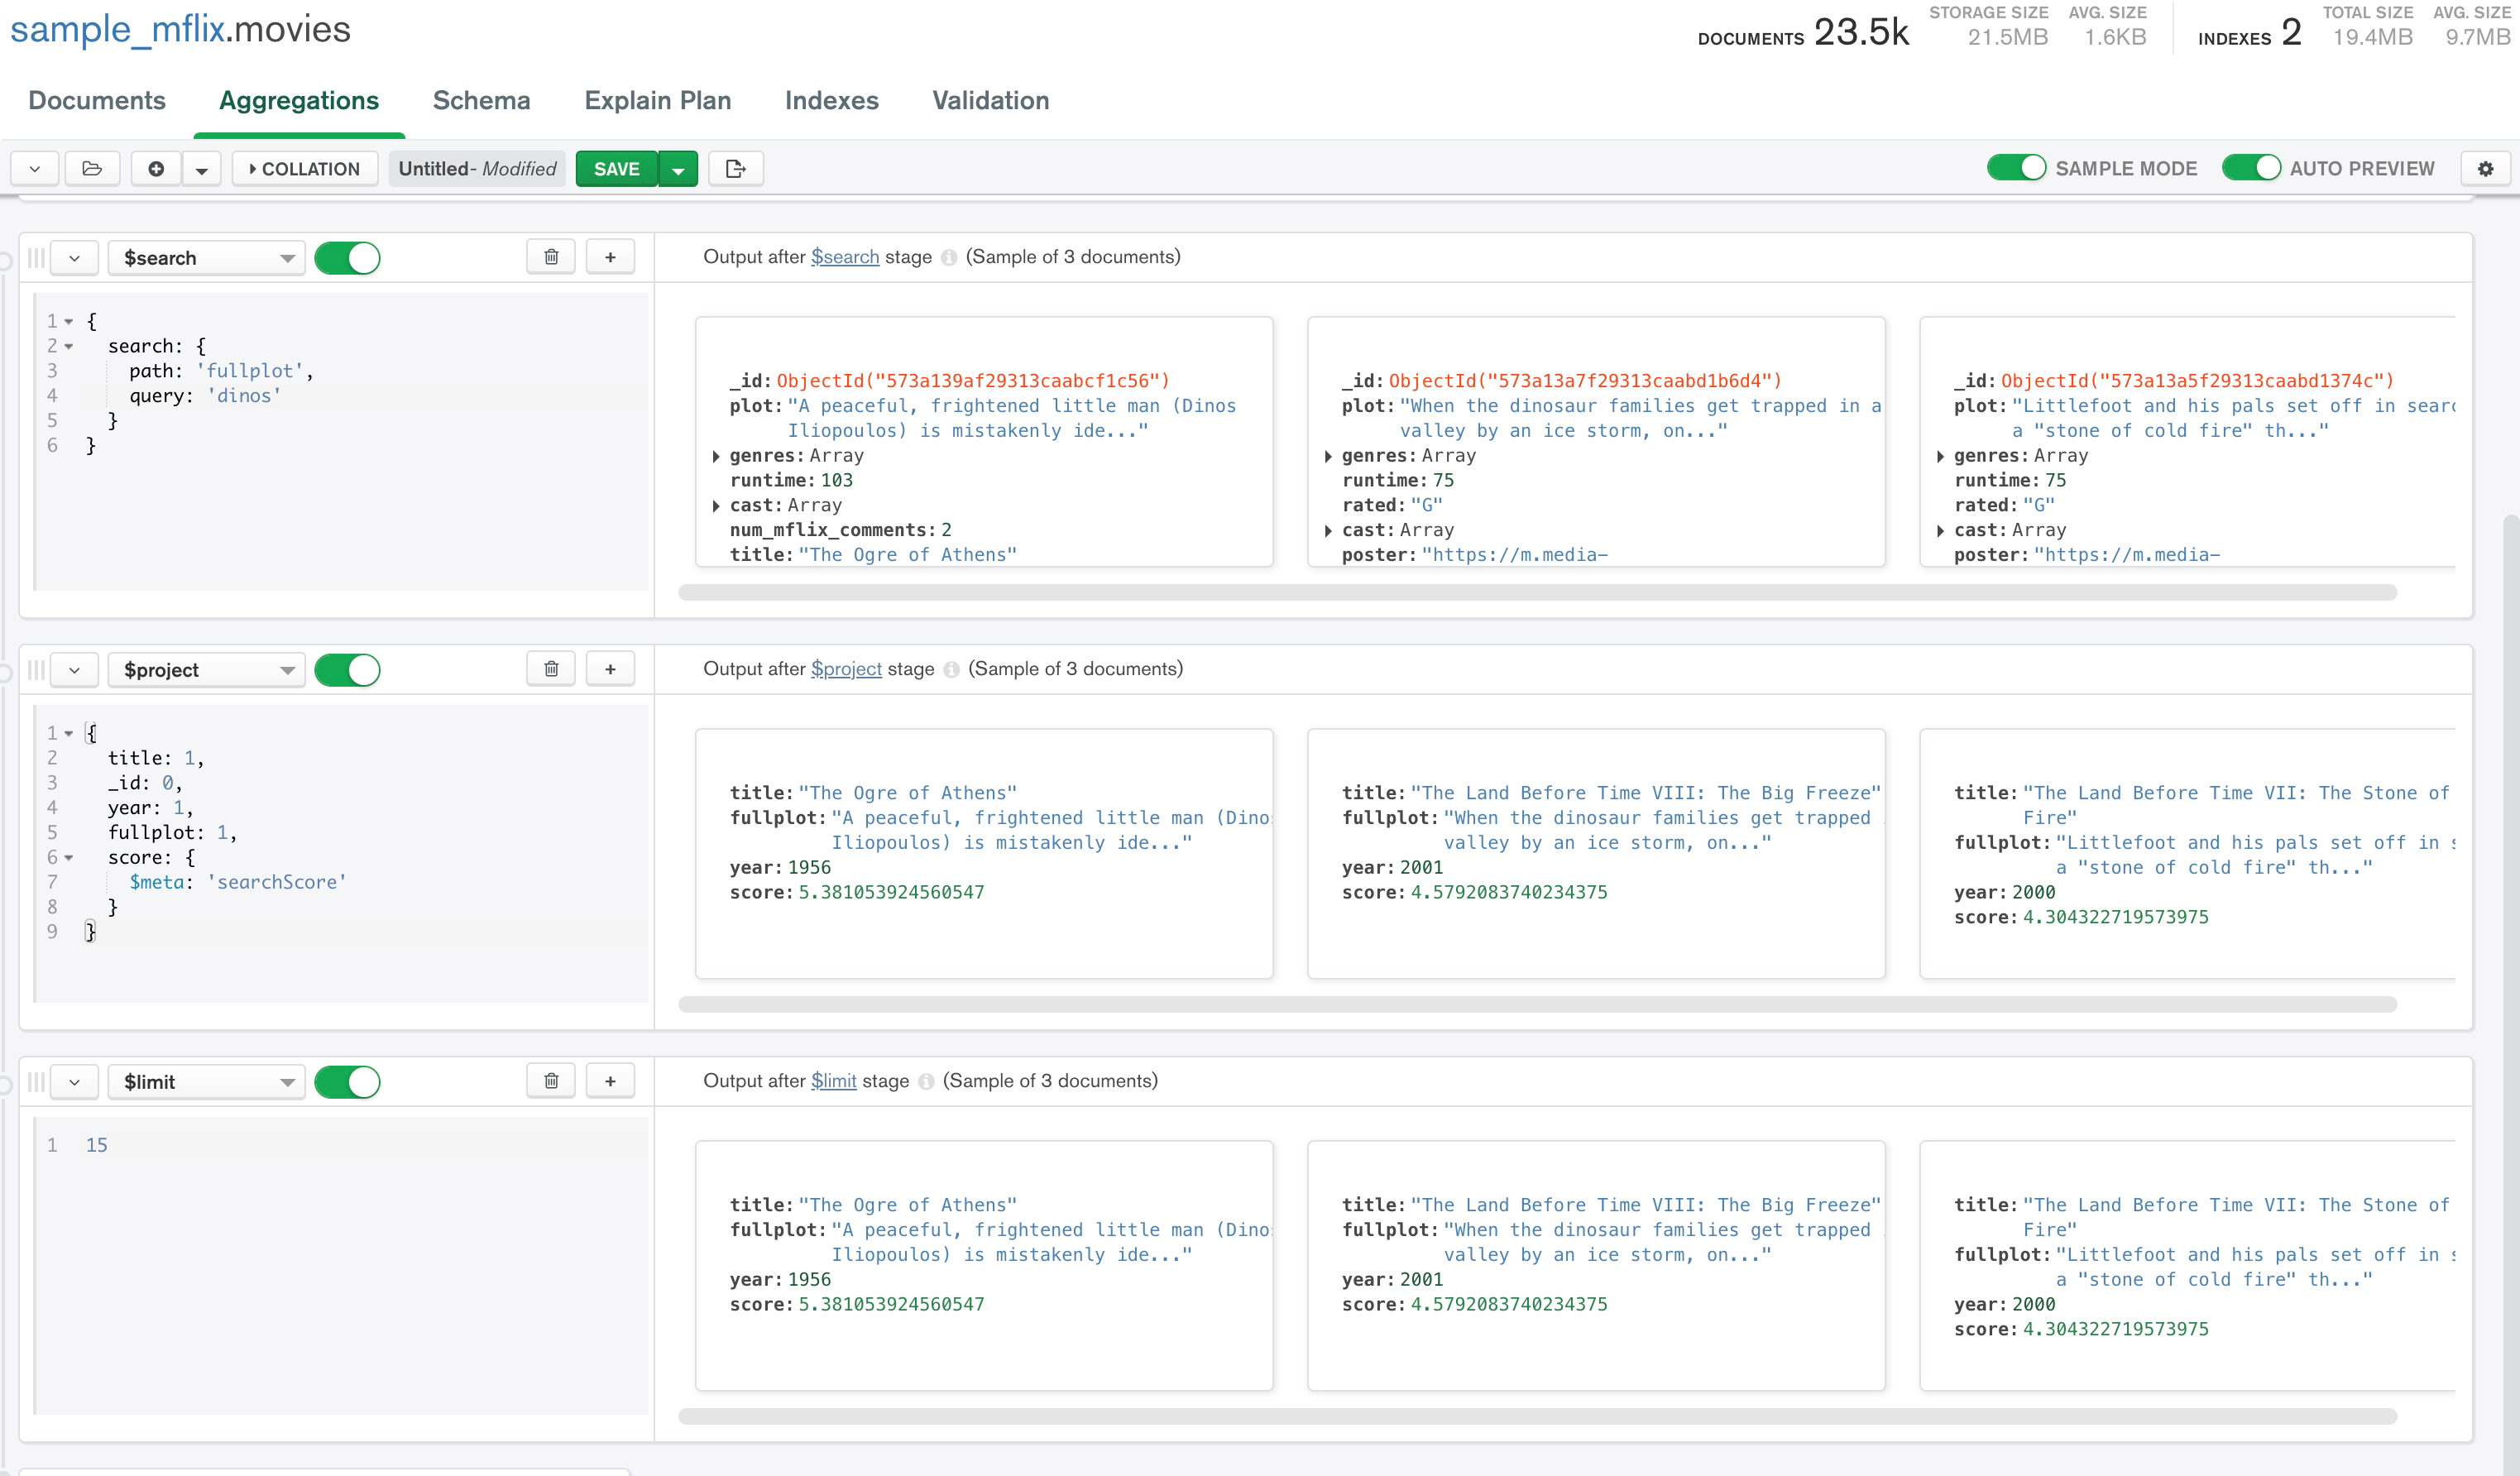 sample_mflix.movies
DOCUMENTS 23.5k STORAGE SIZE 21.5MB AVG. SIZE 1.6KB INDEXES 2 TOTAL SIZE 19.4MB AVG. SIZE 9.7MB
Documents Aggregations Schema Explain Plan Indexes Validation
COLLATION Untitled- Modified SAVE SAMPLE MODE AUTO PREVIEW
$search
Output after $search stage (Sample of 3 documents)
1 {
2 search: {
3 path: 'fullplot',
4 query: 'dinos'
5 }
6 }
_id: ObjectId("573a139af29313caabcf1c56")
plot: "A peaceful, frightened little man (Dinos
Iliopoulos) is mistakenly ide..."
genres: Array
runtime: 103
cast: Array
num_mflix_comments: 2
title: "The Ogre of Athens"
_id: ObjectId("573a13a7f29313caabd1b6d4")
plot: "When the dinosaur families get trapped in a
valley by an ice storm, on..."
genres: Array
runtime: 75
rated: "G"
cast: Array
poster: "https://m.media-
_id: ObjectId("573a13a5f29313caabd1374c")
plot: "Littlefoot and his pals set off in searc
a "stone of cold fire" th..."
genres: Array
runtime: 75
rated: "G"
cast: Array
poster: "https://m.media-
$project
Output after $project stage (Sample of 3 documents)
1 {
2 title: 1,
3 _id: 0,
4 year: 1,
5 fullplot: 1,
6 score: {
7 $meta: 'searchScore'
8 }
9 }
title: "The Ogre of Athens"
fullplot: "A peaceful, frightened little man (Dino
Iliopoulos) is mistakenly ide..."
year: 1956
score: 5.381053924560547
title: "The Land Before Time VIII: The Big Freeze"
fullplot: "When the dinosaur families get trapped
valley by an ice storm, on..."
year: 2001
score: 4.5792083740234375
title: "The Land Before Time VII: The Stone of
Fire"
fullplot: "Littlefoot and his pals set off in s
a "stone of cold fire" th..."
year: 2000
score: 4.304322719573975
$limit
Output after $limit stage (Sample of 3 documents)
1 15
title: "The Ogre of Athens"
fullplot: "A peaceful, frightened little man (Dino
Iliopoulos) is mistakenly ide..."
year: 1956
score: 5.381053924560547
title: "The Land Before Time VIII: The Big Freeze"
fullplot: "When the dinosaur families get trapped
valley by an ice storm, on..."
year: 2001
score: 4.5792083740234375
title: "The Land Before Time VII: The Stone of
Fire"
fullplot: "Littlefoot and his pals set off in s
a "stone of cold fire" th..."
year: 2000
score: 4.304322719573975